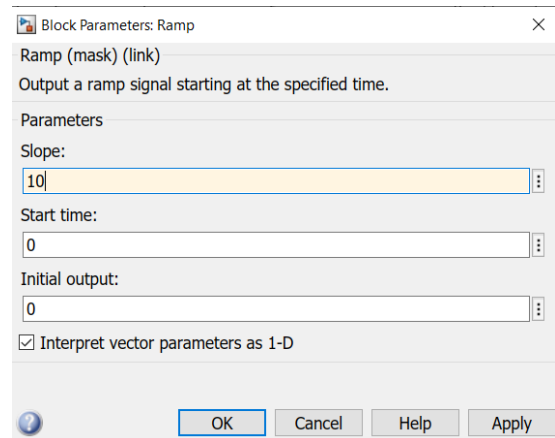 Block Parameters: Ramp
Ramp (mask) (link)
Output a ramp signal starting at the specified time.
Parameters
Slope:
10
Start time:
0
Initial output:
0
Interpret vector parameters as 1-D
OK Cancel Help Apply